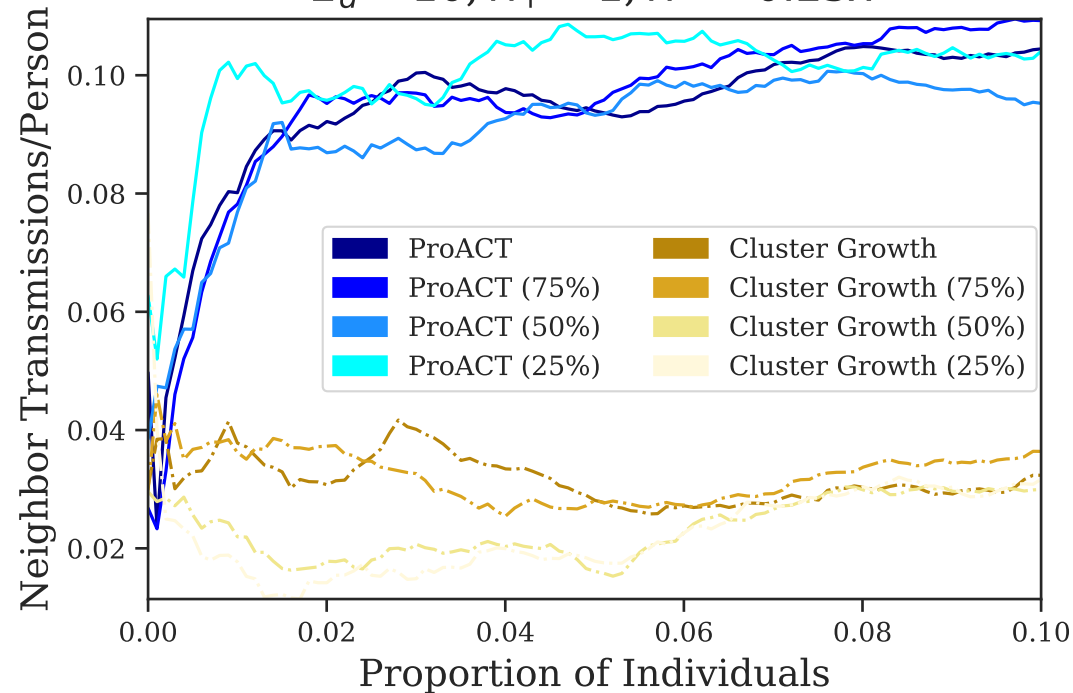 Neighbor Transmissions/Person
0.10
0.08
0.06
0.04
0.02
ProACT
ProACT (75%)
ProACT (50%)
ProACT (25%)
Cluster Growth
Cluster Growth (75%)
Cluster Growth (50%)
Cluster Growth (25%)
0.00 0.02 0.04 0.06 0.08 0.10
Proportion of Individuals